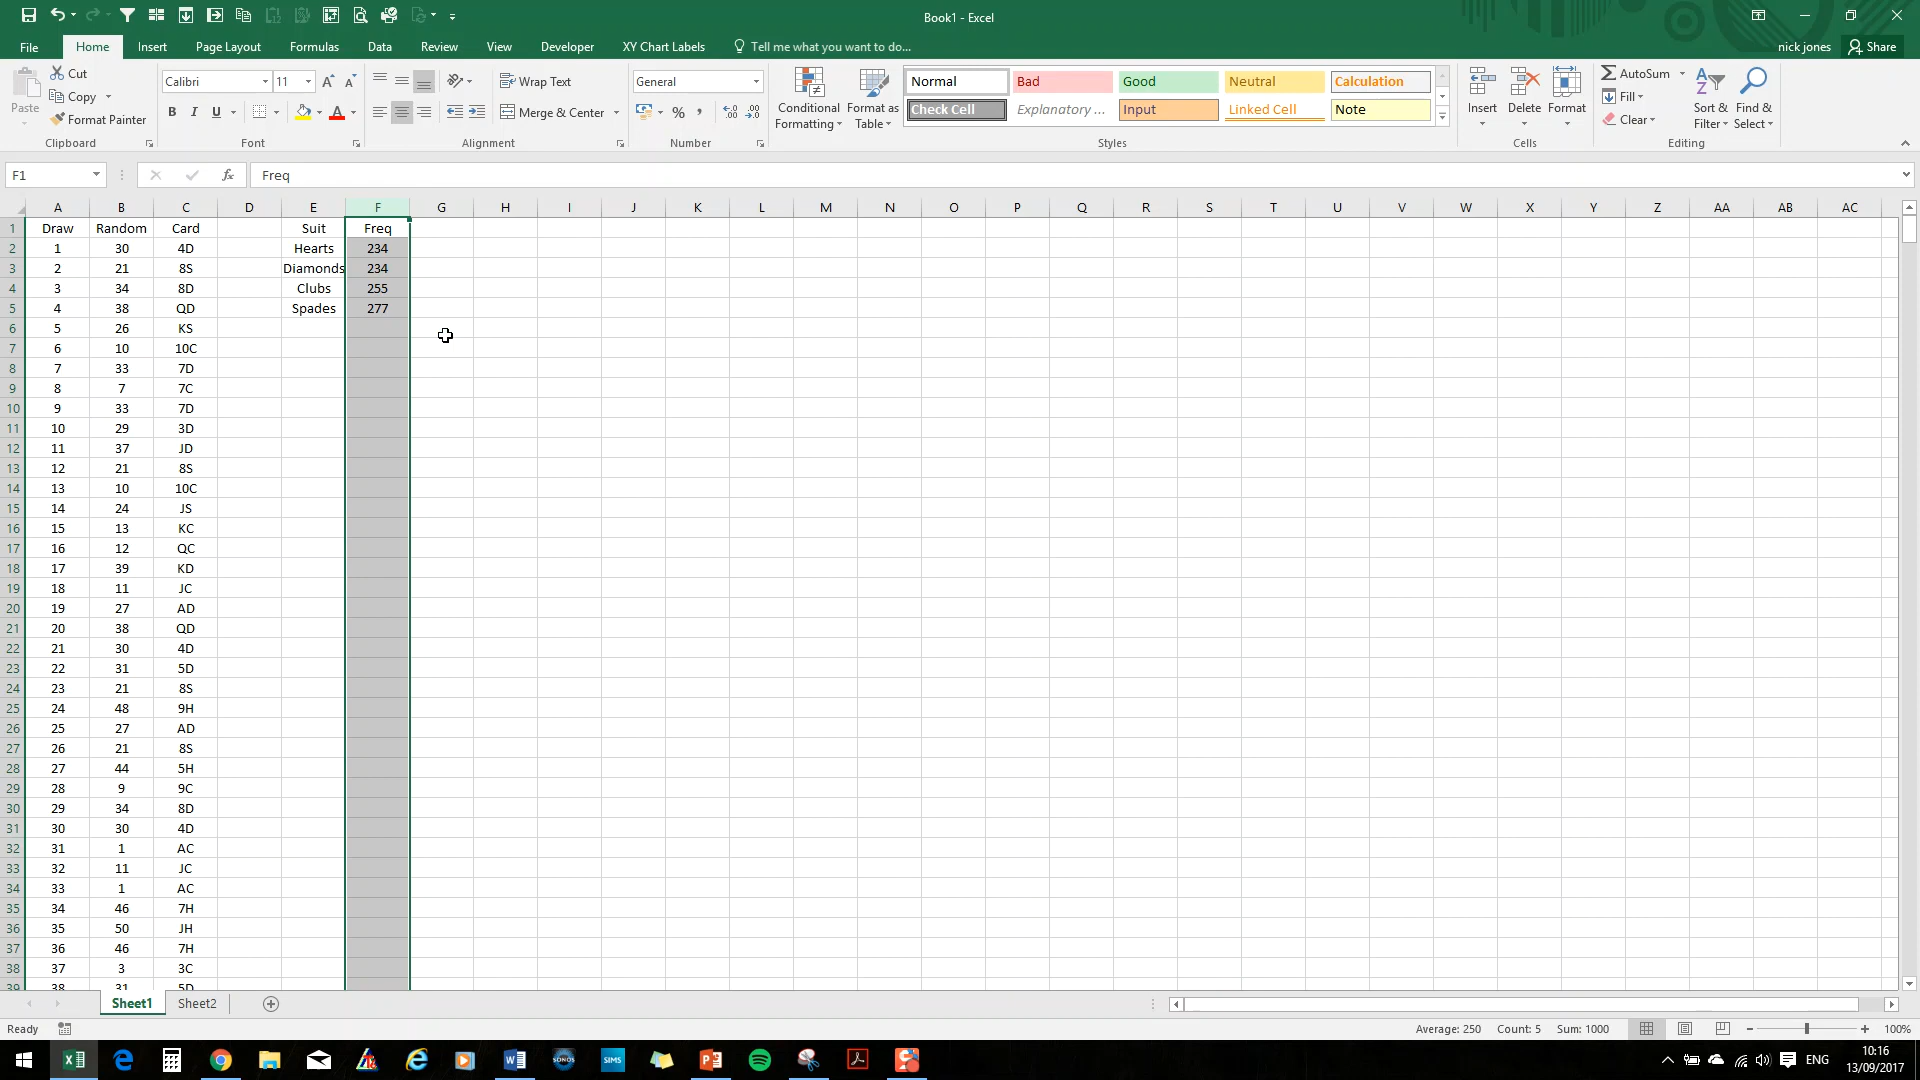 Book1 - Excel
File Home Insert Page Layout Formulas Data Review View Developer XY Chart Labels Tell me what you want to do... nick jones Share
Paste Cut Copy Format Painter Clipboard
Calibri 11 B I U A Font
Wrap Text Merge & Center Alignment
General % Number
Conditional Formatting Format as Table
Normal Bad Good Neutral Calculation
Check Cell Explanatory ... Input Linked Cell Note
Styles
Insert Delete Format Cells
AutoSum Fill Clear Sort & Filter Find & Select Editing
F1 fx Freq
A B C D E F G H I J K L M N O P Q R S T U V W X Y Z AA AB AC
1 Draw Random Card Suit Freq
2 1 30 4D Hearts 234
3 2 21 8S Diamonds 234
4 3 34 8D Clubs 255
5 4 38 QD Spades 277
6 5 26 KS
7 6 10 10C
8 7 33 7D
9 8 7 7C
10 9 33 7D
11 10 29 3D
12 11 37 JD
13 12 21 8S
14 13 10 10C
15 14 24 JS
16 15 13 KC
17 16 12 QC
18 17 39 KD
19 18 11 JC
20 19 27 AD
21 20 38 QD
22 21 30 4D
23 22 31 5D
24 23 21 8S
25 24 48 9H
26 25 27 AD
27 26 21 8S
28 27 44 5H
29 28 9 9C
30 29 34 8D
31 30 30 4D
32 31 1 AC
33 32 11 JC
34 33 1 AC
35 34 46 7H
36 35 50 JH
37 36 46 7H
38 37 3 3C
39 38 31 5D
Sheet1 Sheet2
Ready Average: 250 Count: 5 Sum: 1000 100%
SONOS SIMS ENG 10:16
13/09/2017